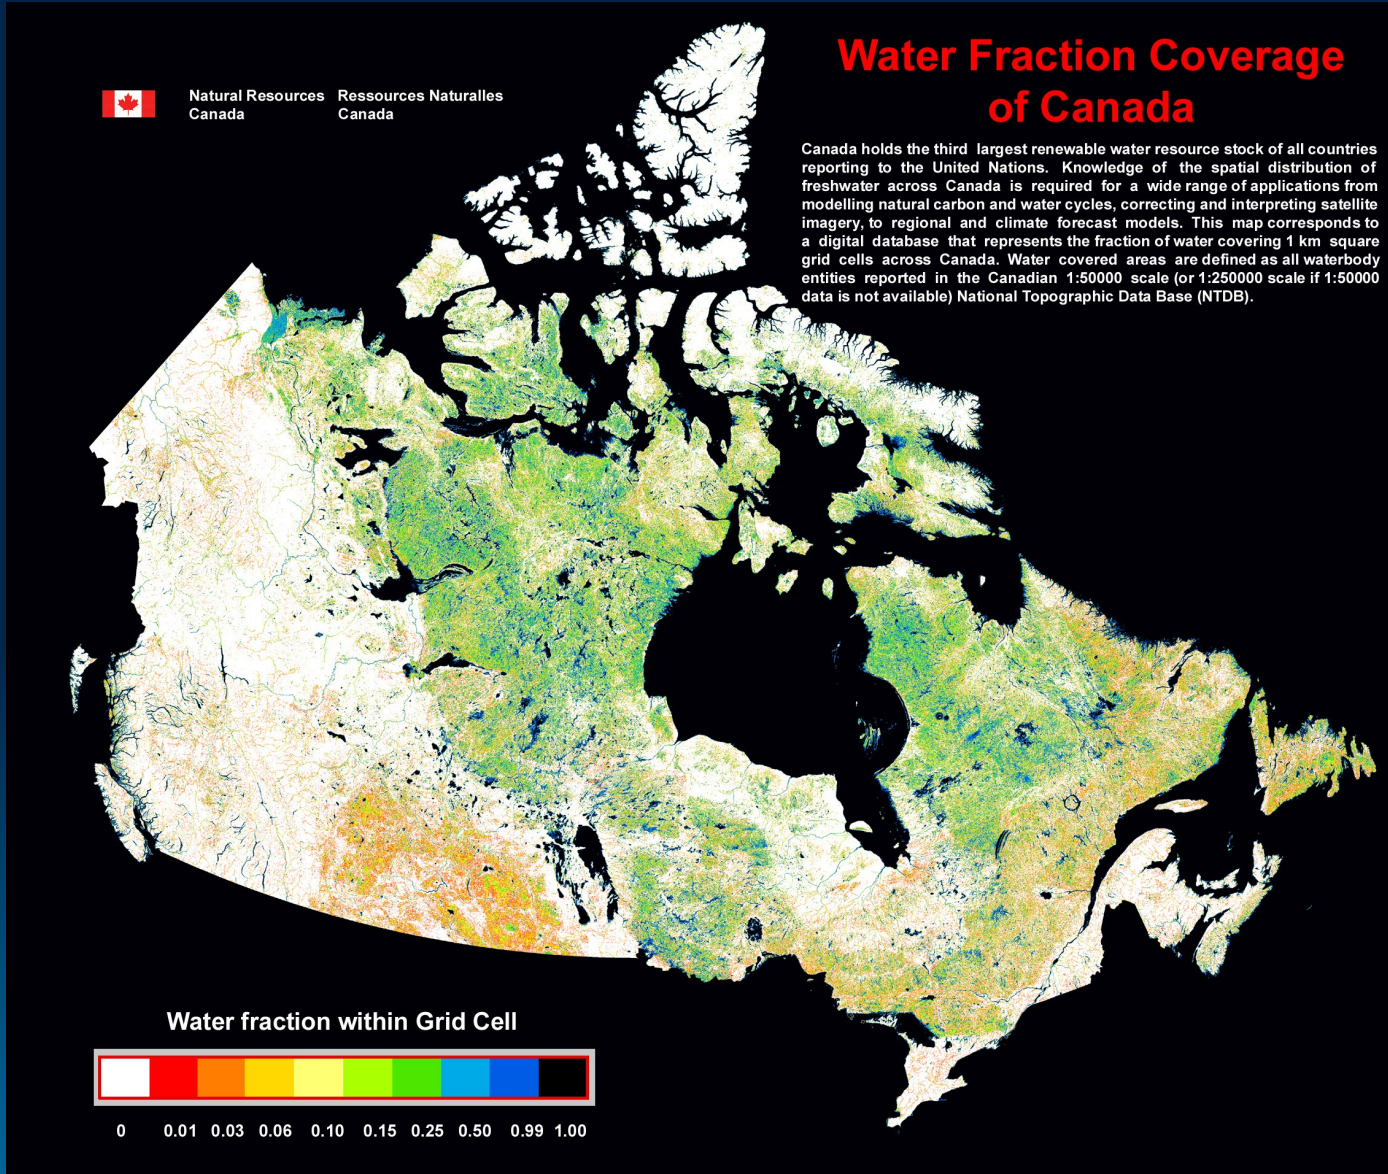 Water Fraction Coverage
of Canada
Natural Resources
Canada
Ressources Naturalles
Canada
Canada holds the third largest renewable water resource stock of all countries
reporting to the United Nations. Knowledge of the spatial distribution of
freshwater across Canada is required for a wide range of applications from
modelling natural carbon and water cycles, correcting and interpreting satellite
imagery, to regional and climate forecast models. This map corresponds to
a digital database that represents the fraction of water covering 1 km square
grid cells across Canada. Water covered areas are defined as all waterbody
entities reported in the Canadian 1:50000 scale (or 1:250000 scale if 1:50000
data is not available) National Topographic Data Base (NTDB).
Water fraction within Grid Cell
0 0.01 0.03 0.06 0.10 0.15 0.25 0.50 0.99 1.00